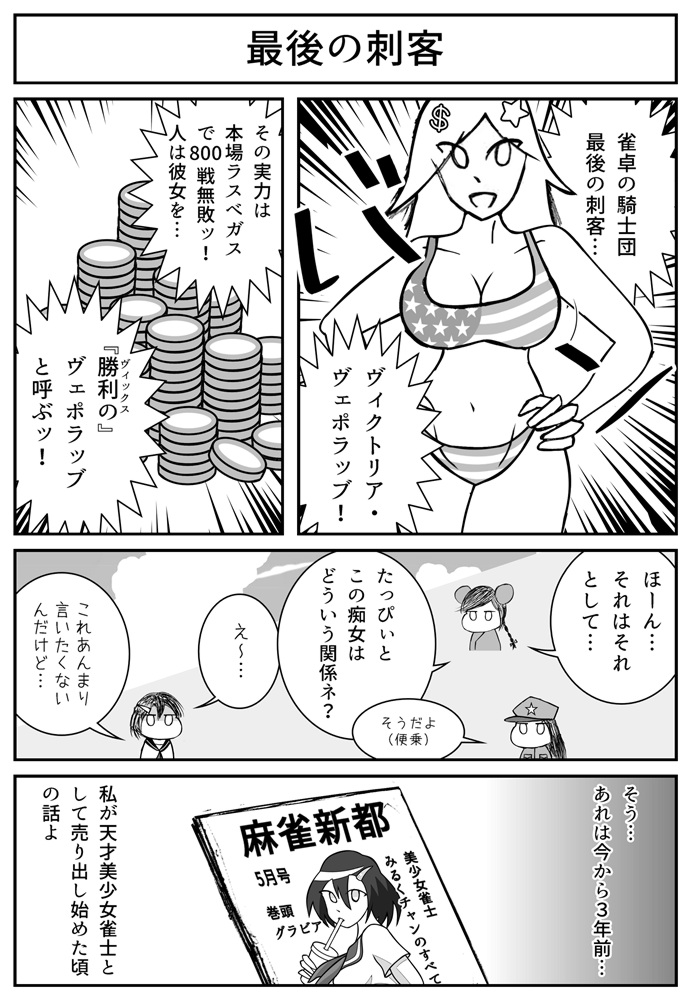 最後の刺客
雀卓の騎士団
最後の刺客…
$
バン
ヴィクトリア・
ヴェポラッブ！
その実力は
本場ラスベガス
で800戦無敗ッ！
人は彼女を…
『勝利の』
ヴィックス
ヴェポラッブ
と呼ぶッ！
ほーん…
それはそれ
として…
たっぴぃと
この痴女は
どういう関係ネ？
そうだよ
（便乗）
え～…
これあんまり
言いたくない
んだけど…
そう…
あれは今から３年前…
麻雀新都
5月号
巻頭
グラビア
美少女雀士
みるくチャンのすべて
私が天才美少女雀士と
して売り出し始めた頃
の話よ